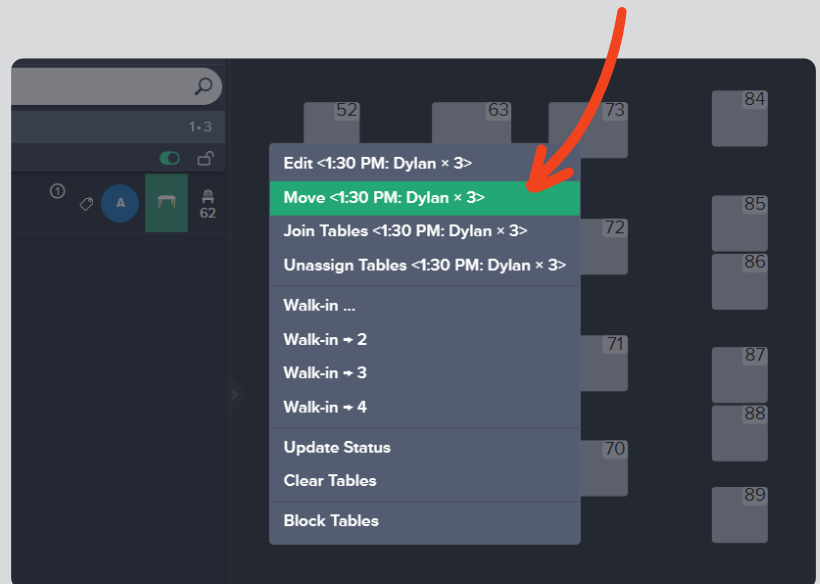 1•3
1
A
62
52
63
73
84
Edit <1:30 PM: Dylan × 3>
Move <1:30 PM: Dylan × 3>
Join Tables <1:30 PM: Dylan × 3>
Unassign Tables <1:30 PM: Dylan × 3>
Walk-in ...
Walk-in → 2
Walk-in → 3
Walk-in → 4
Update Status
Clear Tables
Block Tables
72
71
70
85
86
87
88
89